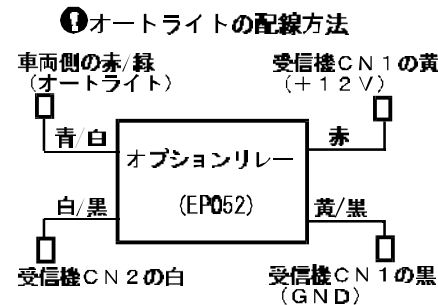 ❶オートライトの配線方法
車両側の赤/緑
(オートライト)
受信機CN1の黄
(+12V)
青/白
赤
オプションリレー
(EP052)
白/黒
黄/黒
受信機CN2の白
受信機CN1の黒
(GND)